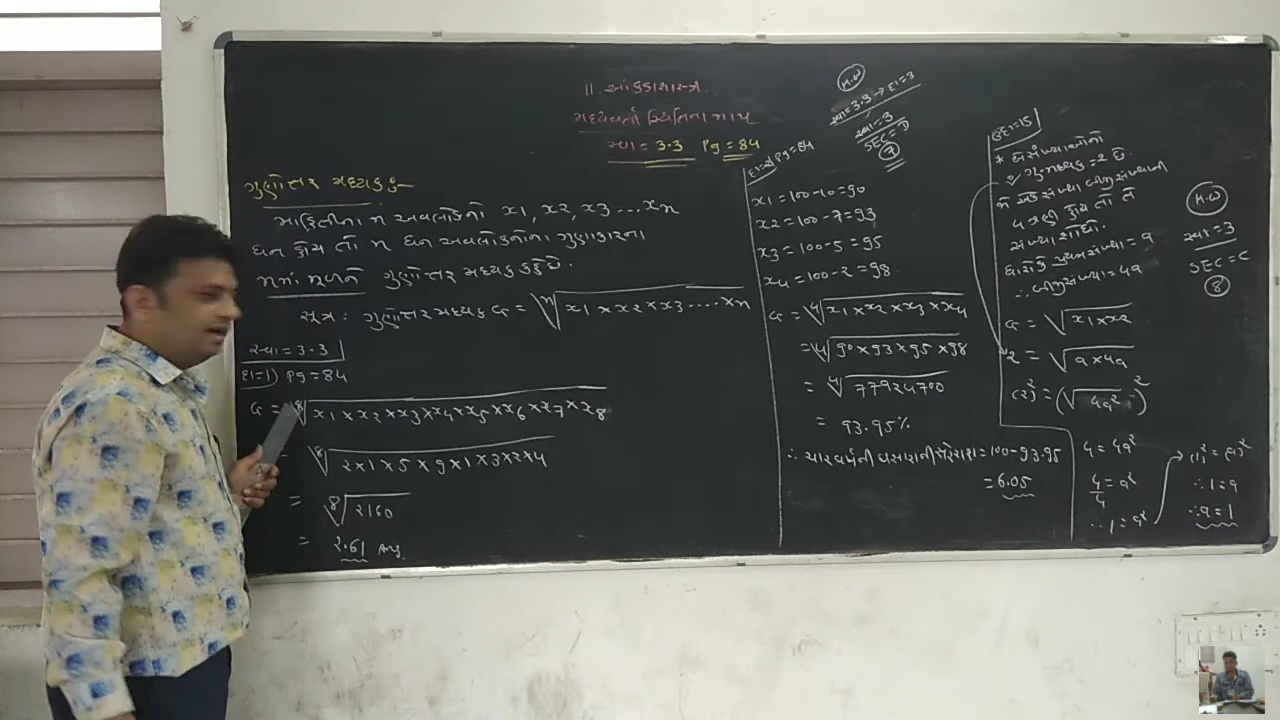 11 આંકડાશાસ્ત્ર
મધ્યવર્તી સ્થિતિના માપ
સ્વા = 3.3 Pg = 84
ગુણોત્તર મધ્યક :-
માહિતીના n અવલોકનો x1, x2, x3 ... xn
ધન હોય તો n ધન અવલોકનોના ગુણાકારના
nમાં મૂળને ગુણોત્તર મધ્યક કહે છે.
સૂત્ર: ગુણોત્તર મધ્યક G = ⁿ√x1 × x2 × x3 .... × xn
સ્વા = 3.3
દા=1) Pg = 84
G = ⁸√x1 × x2 × x3 × x4 × x5 × x6 × x7 × x8
= ⁸√2 × 1 × 5 × 9 × 1 × 3 × 2 × 4
= ⁸√2160
= 2.61 Ans.
દા=2) Pg = 84
x1 = 100-10 = 90
x2 = 100-7 = 93
x3 = 100-5 = 95
x4 = 100-2 = 98
G = ⁴√x1 × x2 × x3 × x4
= ⁴√90 × 93 × 95 × 98
= ⁴√77924700
= 93.95%
∴ ચાર વર્ષની ઘસારાની સરેરાશ = 100-93.95
= 6.05
H.W
સ્વા = 3.3 → દા = 3
સ્વા = 3
SEC = D
7
ઉદા = 15
* બે સંખ્યાઓનો
ગુ.મધ્યક = 2 છે.
જો એક સંખ્યા બીજી સંખ્યાની
4 ગણી હોય તો તે
સંખ્યા શોધો.
ધારોકે પ્રથમ સંખ્યા = a
∴ બીજી સંખ્યા = 4a
G = √x1 × x2
2 = √a × 4a
(2)² = (√4a²)²
4 = 4a²
4/4 = a²
∴ 1 = a²
→ (1)² = (a)²
∴ 1 = a
∴ a = 1
H.W
સ્વા = 3
SEC = C
8